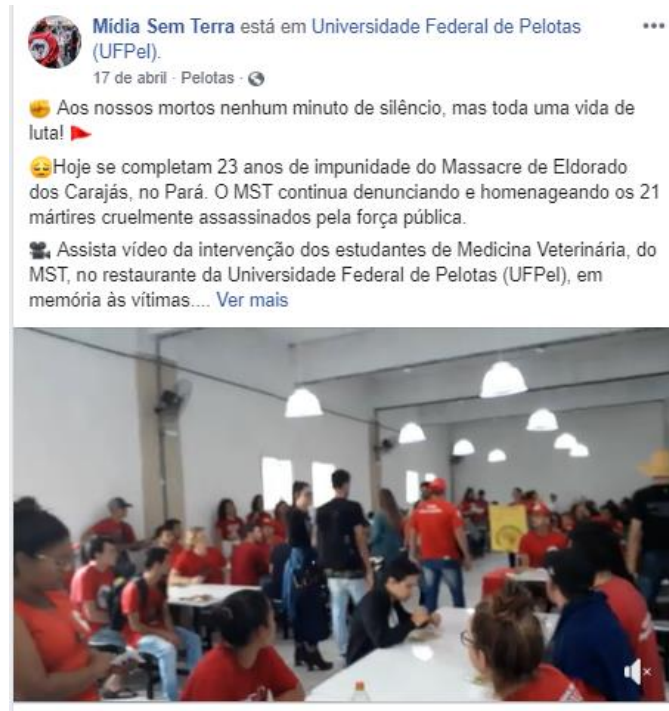 Mídia Sem Terra está em Universidade Federal de Pelotas
(UFPel).
17 de abril · Pelotas ·
✊ Aos nossos mortos nenhum minuto de silêncio, mas toda uma vida de
luta! 🚩
😔Hoje se completam 23 anos de impunidade do Massacre de Eldorado
dos Carajás, no Pará. O MST continua denunciando e homenageando os 21
mártires cruelmente assassinados pela força pública.
🎥 Assista vídeo da intervenção dos estudantes de Medicina Veterinária, do
MST, no restaurante da Universidade Federal de Pelotas (UFPel), em
memória às vítimas.... Ver mais